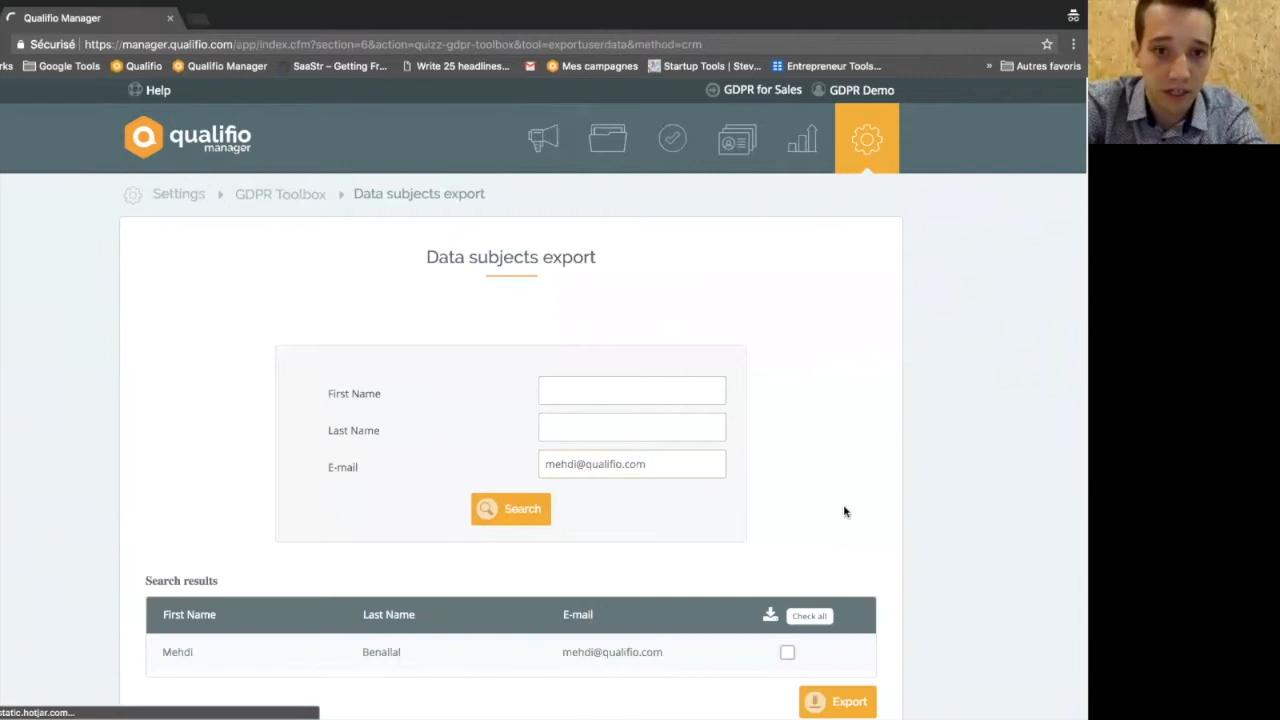 Qualifio Manager
Sécurisé https://manager.qualifio.com/app/index.cfm?section=6&action=quizz-gdpr-toolbox&tool=exportuserdata&method=crm
rks Google Tools Qualifio Qualifio Manager SaaStr – Getting Fr... Write 25 headlines... Mes campagnes Startup Tools | Stev... Entrepreneur Tools... » Autres favoris
Help GDPR for Sales GDPR Demo
qualifio
manager
Settings GDPR Toolbox Data subjects export
Data subjects export
First Name
Last Name
E-mail mehdi@qualifio.com
Search
Search results
First Name Last Name E-mail Check all
Mehdi Benallal mehdi@qualifio.com
Export
static.hotjar.com...